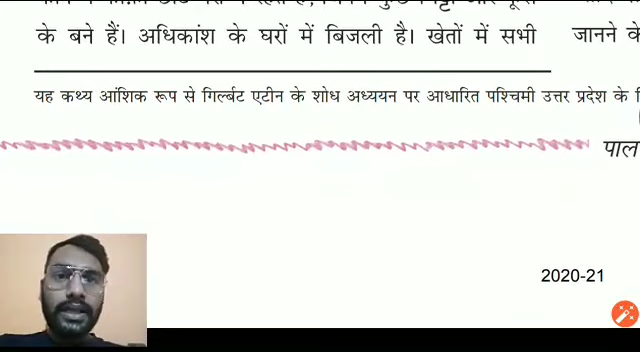 के बने हैं। अधिकांश के घरों में बिजली है। खेतों में सभी
जानने के
यह कथ्य आंशिक रूप से गिर्ल्बट एटीन के शोध अध्ययन पर आधारित पश्चिमी उत्तर प्रदेश के
पाल
2020-21